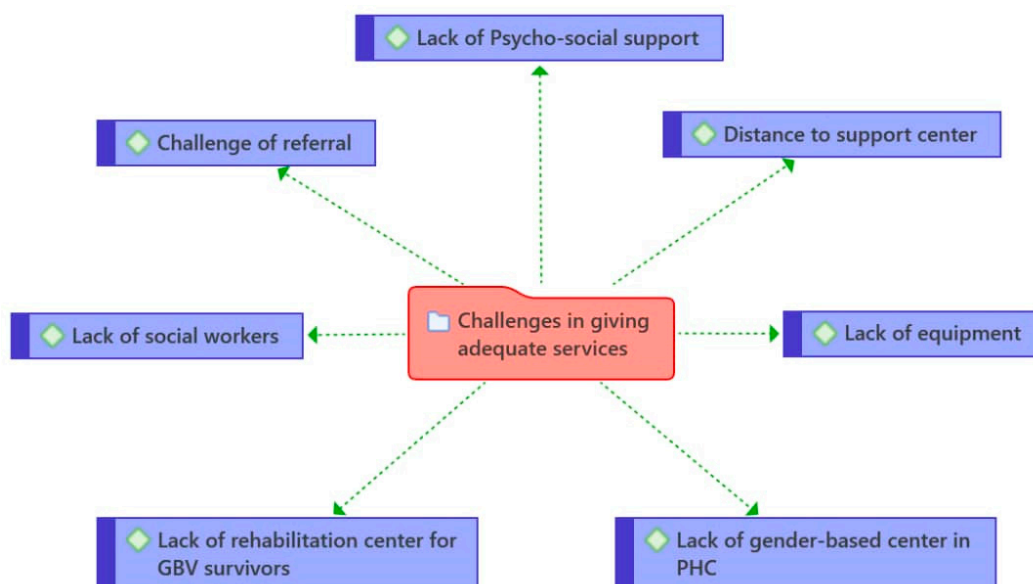 Lack of Psycho-social support
Challenge of referral
Distance to support center
Challenges in giving
adequate services
Lack of social workers
Lack of equipment
Lack of rehabilitation center for
GBV survivors
Lack of gender-based center in
PHC